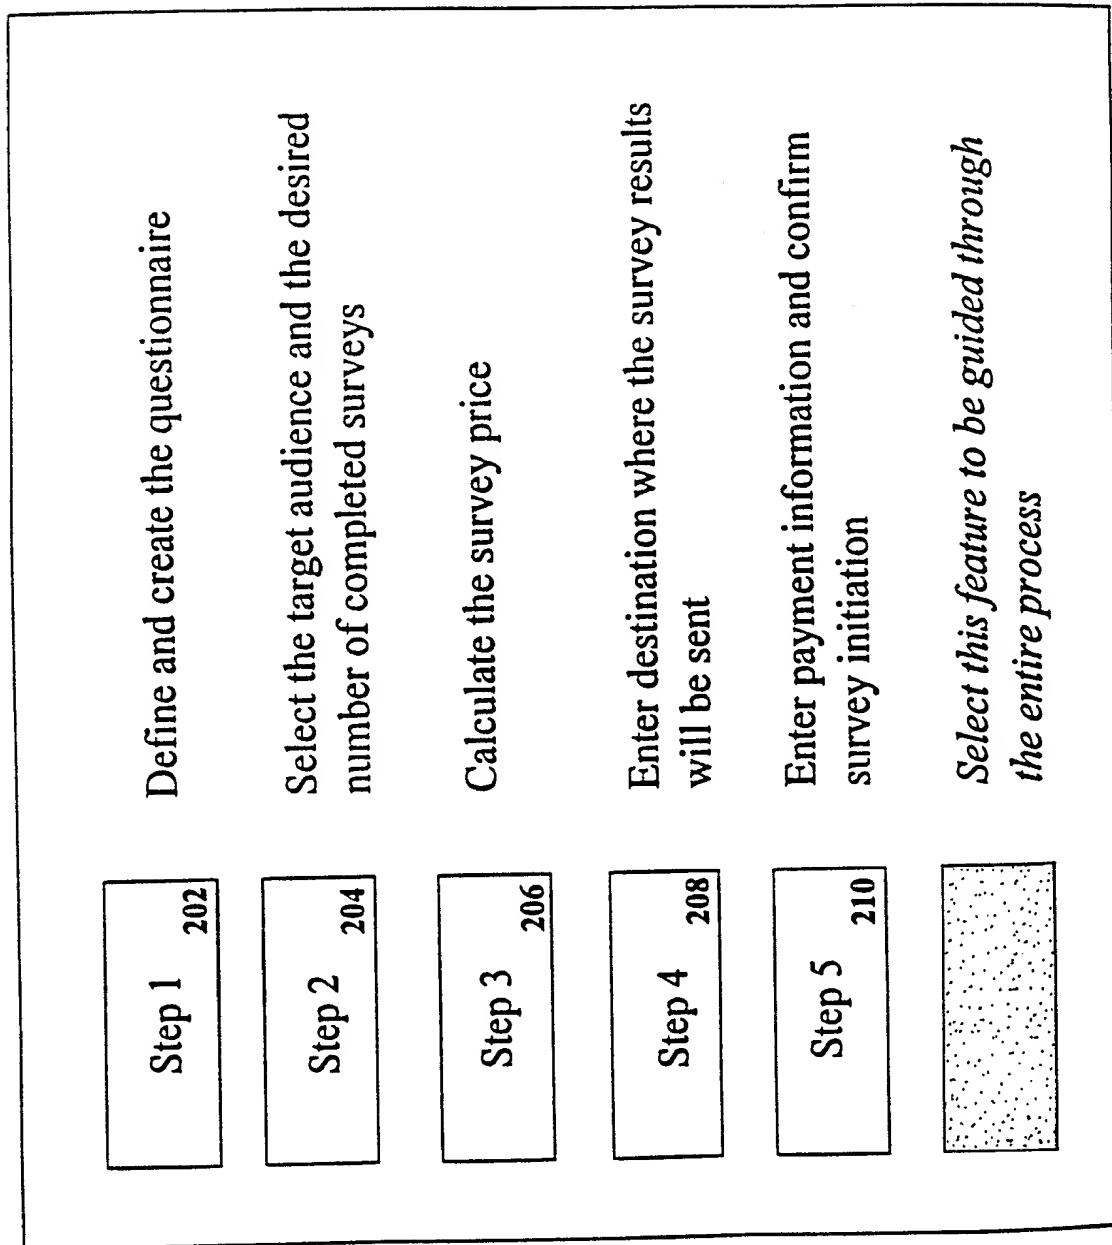 Step 1
202
Define and create the questionnaire
Step 2
204
Select the target audience and the desired
number of completed surveys
Step 3
206
Calculate the survey price
Step 4
208
Enter destination where the survey results
will be sent
Step 5
210
Enter payment information and confirm
survey initiation
Select this feature to be guided through
the entire process